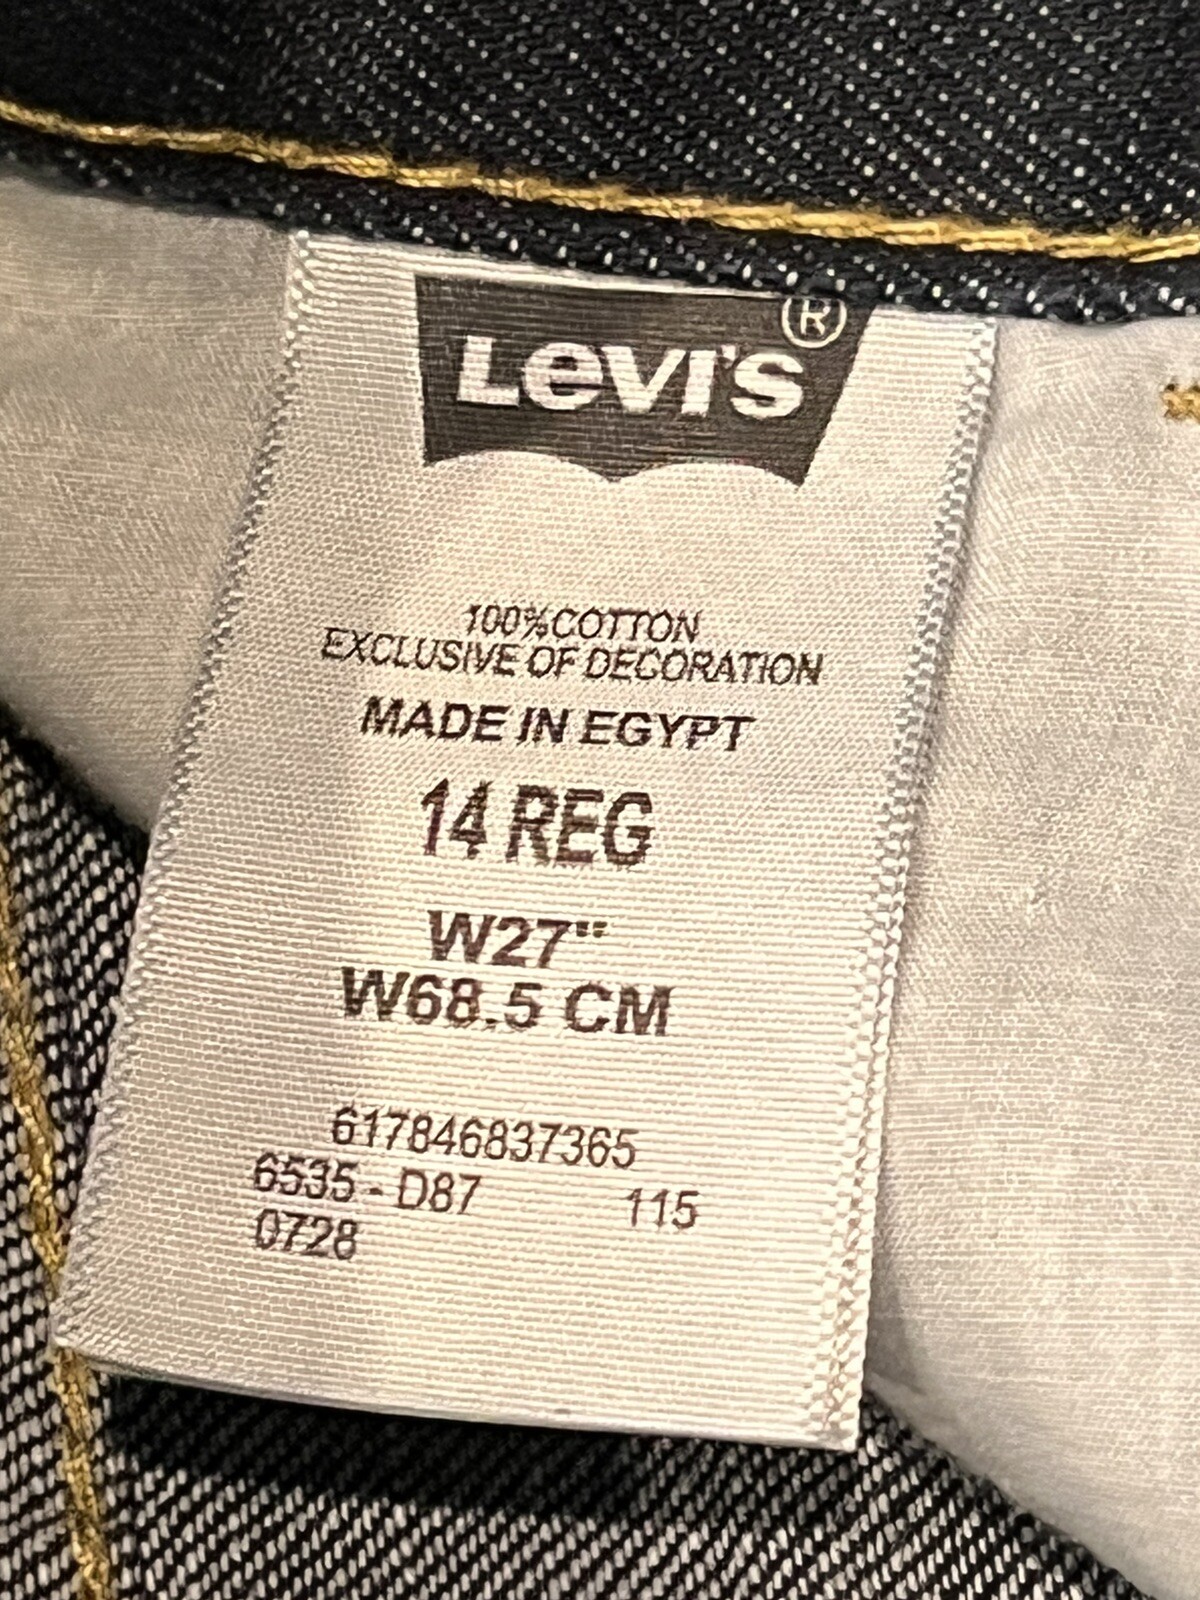 Levi's®
100%COTTON
EXCLUSIVE OF DECORATION
MADE IN EGYPT
14 REG
W27"
W68.5 CM
617846837365
6535 - D87 115
0728